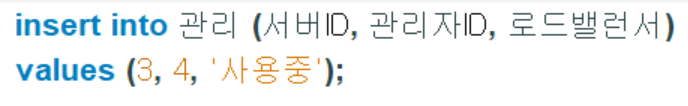 insert into 관리 (서버ID, 관리자ID, 로드밸런서)
values (3, 4, '사용중');